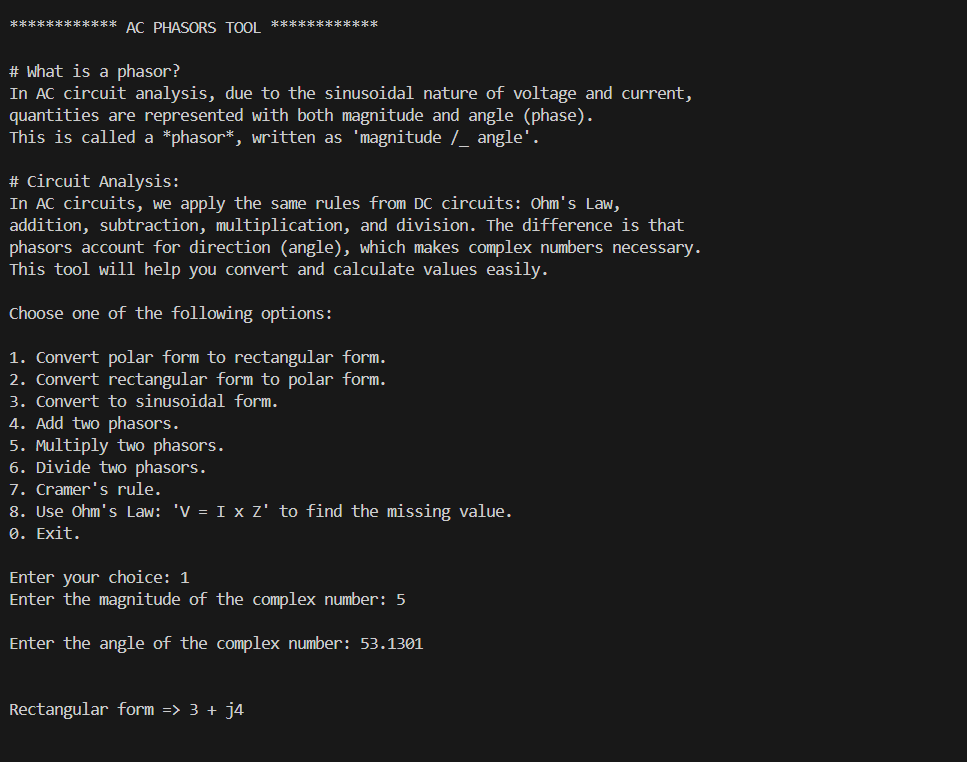 ************ AC PHASORS TOOL ************
# What is a phasor?
In AC circuit analysis, due to the sinusoidal nature of voltage and current,
quantities are represented with both magnitude and angle (phase).
This is called a *phasor*, written as 'magnitude /_ angle'.
# Circuit Analysis:
In AC circuits, we apply the same rules from DC circuits: Ohm's Law,
addition, subtraction, multiplication, and division. The difference is that
phasors account for direction (angle), which makes complex numbers necessary.
This tool will help you convert and calculate values easily.
Choose one of the following options:
1. Convert polar form to rectangular form.
2. Convert rectangular form to polar form.
3. Convert to sinusoidal form.
4. Add two phasors.
5. Multiply two phasors.
6. Divide two phasors.
7. Cramer's rule.
8. Use Ohm's Law: 'V = I x Z' to find the missing value.
0. Exit.
Enter your choice: 1
Enter the magnitude of the complex number: 5
Enter the angle of the complex number: 53.1301
Rectangular form => 3 + j4